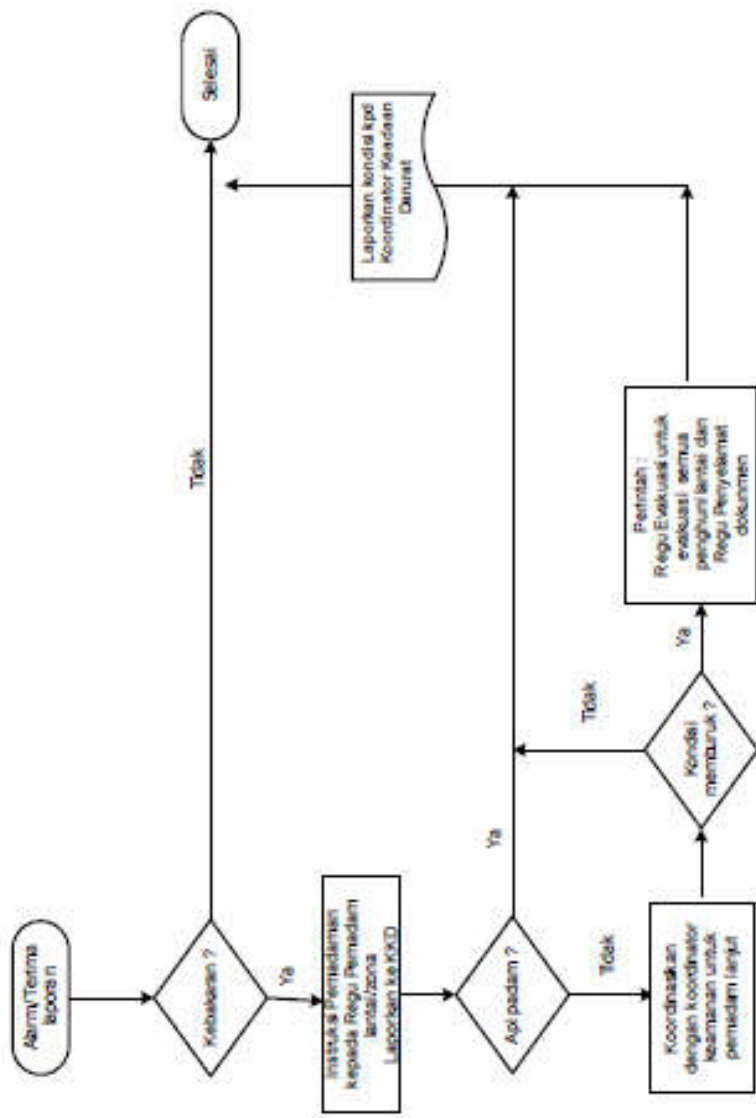 Alarm/Terima
laporan
Kebakaran ?
Tidak
Selesai
Ya
Instruksi Pemadaman
kepada Regu Pemadam
lantai/zona
Laporkan ke KKD
Api padam ?
Ya
Tidak
Koordinasikan
dengan koordinator
keamanan untuk
pemadam lanjut
Kondisi
memburuk ?
Tidak
Ya
Perintah :
Regu Evakuasi untuk
evakuasi semua
penghuni lantai dan
Regu Penyelamat
dokumen
Laporkan kondisi kpd
Koordinator Keadaan
Darurat